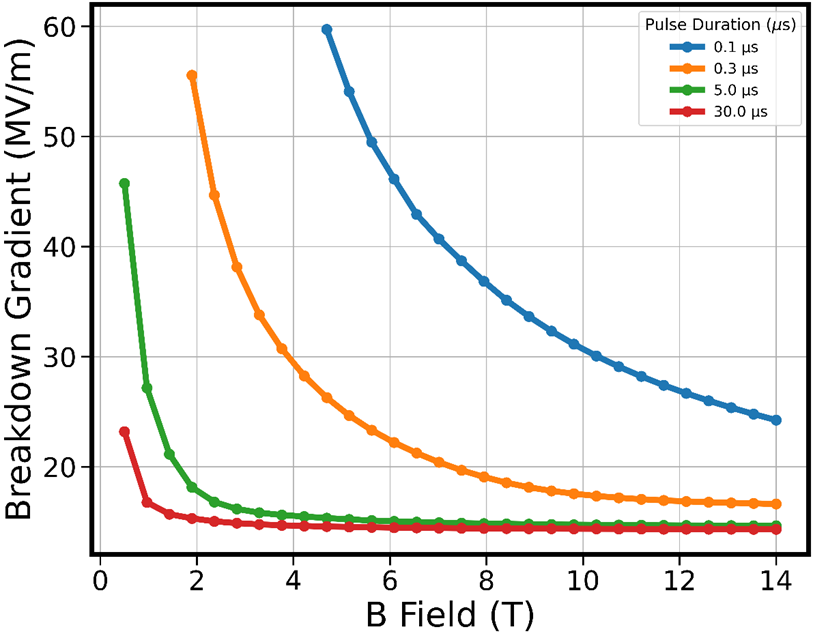 Breakdown Gradient (MV/m)
60
50
40
30
20
Pulse Duration (μs)
0.1 μs
0.3 μs
5.0 μs
30.0 μs
0 2 4 6 8 10 12 14
B Field (T)